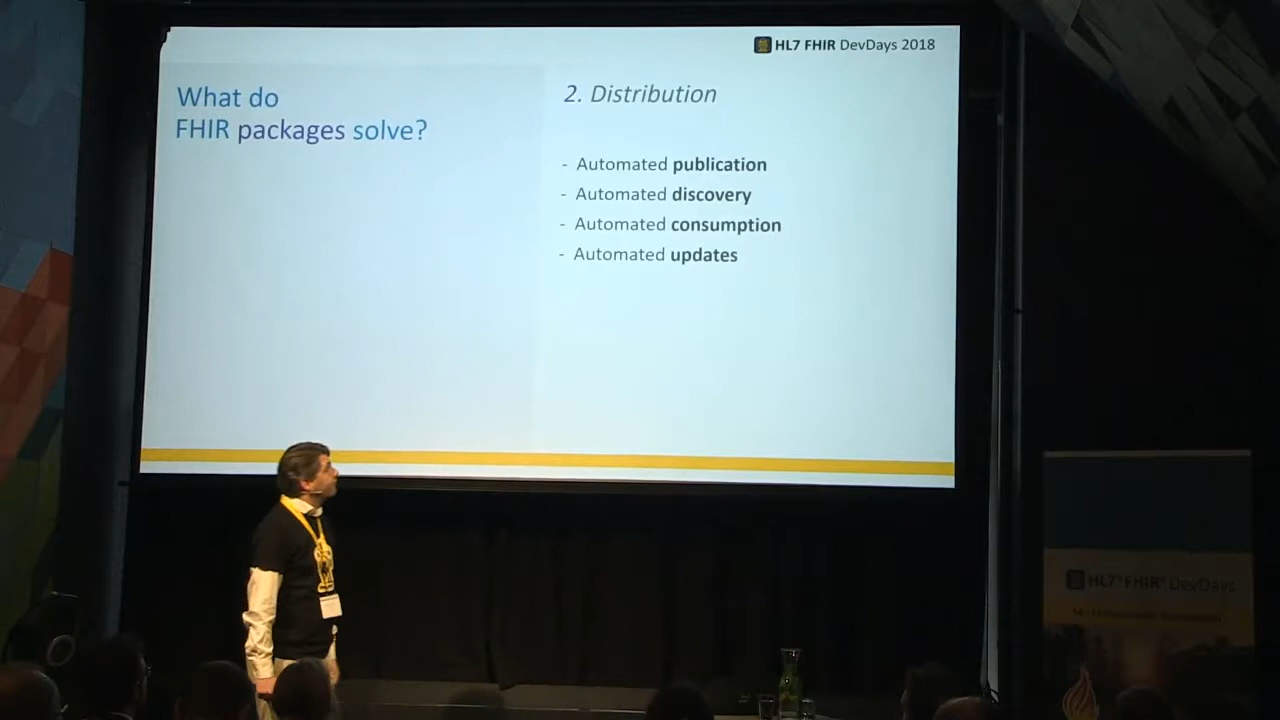 HL7 FHIR DevDays 2018
What do
FHIR packages solve?
2. Distribution
- Automated publication
- Automated discovery
- Automated consumption
- Automated updates
HL7® FHIR® DevDays